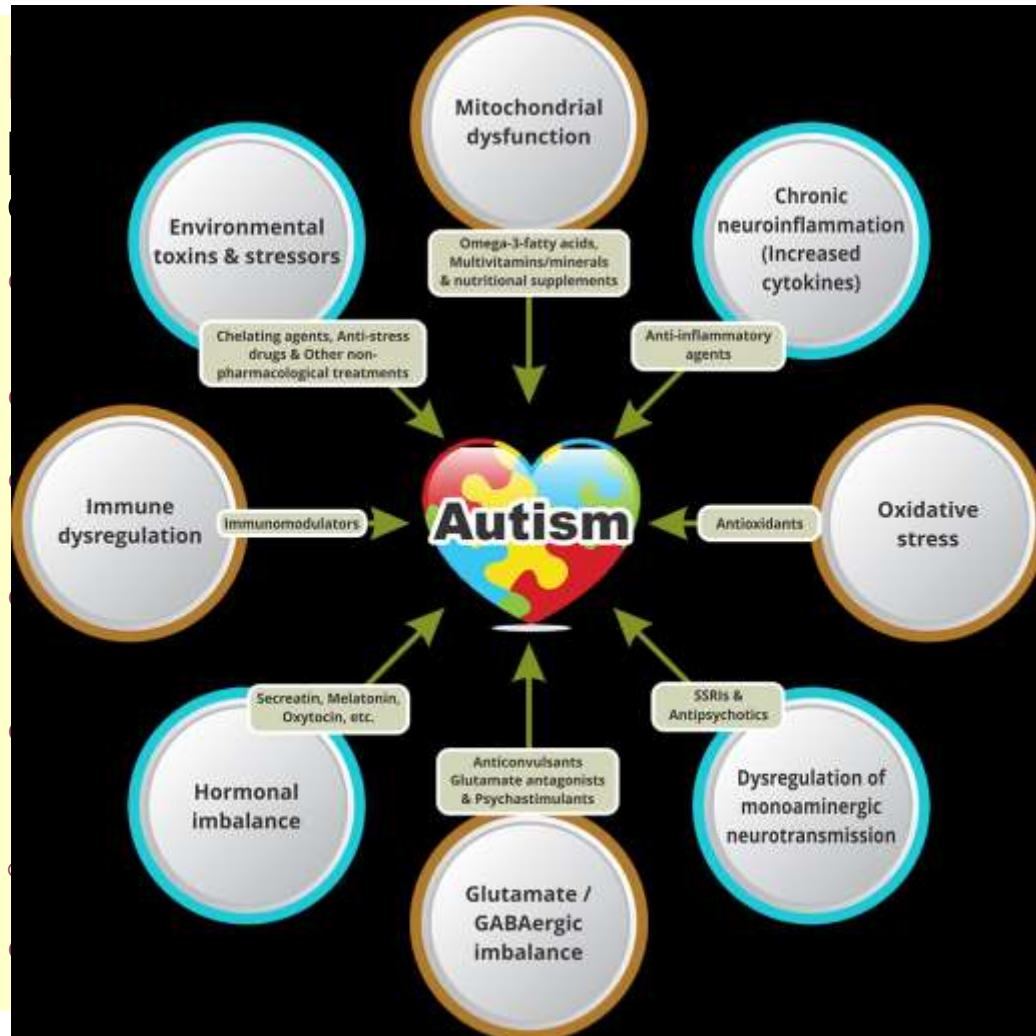 Mitochondrial
dysfunction
Omega-3-fatty acids,
Multivitamins/minerals
& nutritional supplements
Chronic
neuroinflammation
(Increased
cytokines)
Anti-inflammatory
agents
Environmental
toxins & stressors
Chelating agents, Anti-stress
drugs & Other non-
pharmacological treatments
Immune
dysregulation
Immunomodulators
Autism
Antioxidants
Oxidative
stress
Secreatin, Melatonin,
Oxytocin, etc.
Hormonal
imbalance
Anticonvulsants
Glutamate antagonists
& Psychastimulants
Glutamate /
GABAergic
imbalance
SSRIs &
Antipsychotics
Dysregulation of
monoaminergic
neurotransmission